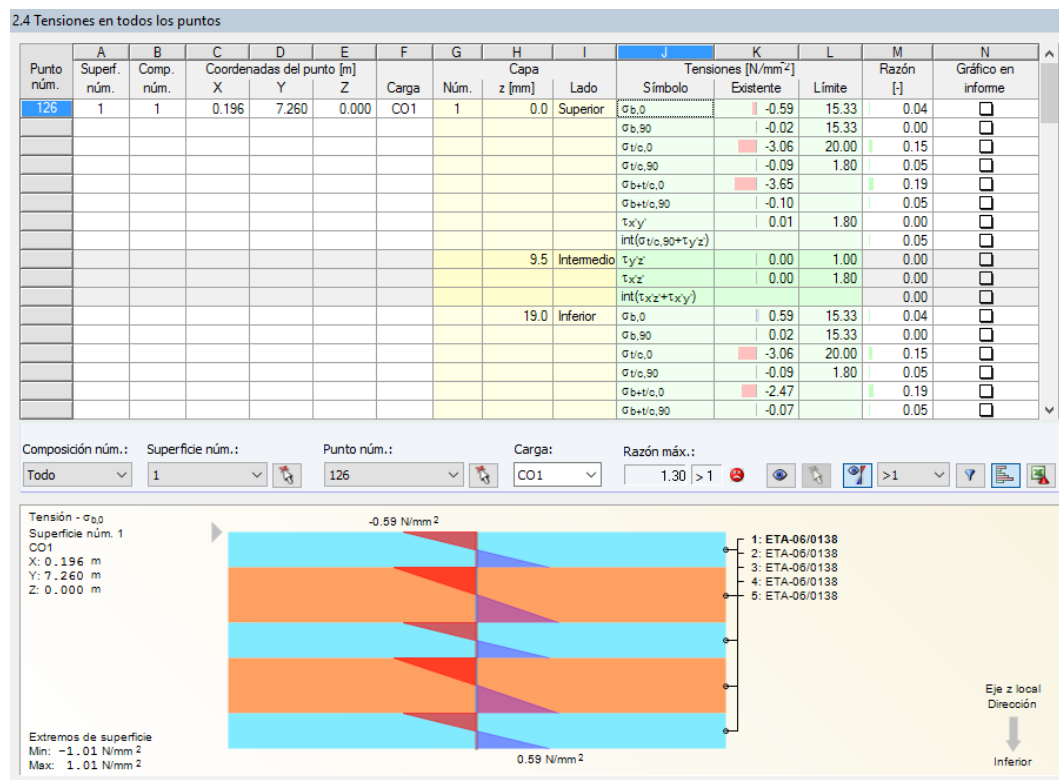 2.4 Tensiones en todos los puntos
A B C D E F G H I J K L M N
Punto Superf. Comp. Coordenadas del punto [m] Capa Tensiones [N/mm^2] Razón Gráfico en
núm. núm. núm. X Y Z Carga Núm. z [mm] Lado Símbolo Existente Límite [-] informe
126 1 1 0.196 7.260 0.000 CO1 1 0.0 Superior σb,0 -0.59 15.33 0.04
σb,90 -0.02 15.33 0.00
σt/c,0 -3.06 20.00 0.15
σt/c,90 -0.09 1.80 0.05
σb+t/c,0 -3.65 0.19
σb+t/c,90 -0.10 0.05
τx'y' 0.01 1.80 0.00
int(σt/c,90+τy'z') 0.05
9.5 Intermedio τy'z' 0.00 1.00 0.00
τx'z' 0.00 1.80 0.00
int(τx'z'+τx'y') 0.00
19.0 Inferior σb,0 0.59 15.33 0.04
σb,90 0.02 15.33 0.00
σt/c,0 -3.06 20.00 0.15
σt/c,90 -0.09 1.80 0.05
σb+t/c,0 -2.47 0.19
σb+t/c,90 -0.07 0.05
Composición núm.: Superficie núm.: Punto núm.: Carga: Razón máx.:
Todo 1 126 CO1 1.30 > 1 >1
Tensión - σb,0
Superficie núm. 1
CO1
X: 0.196 m
Y: 7.260 m
Z: 0.000 m
-0.59 N/mm2
1: ETA-06/0138
2: ETA-06/0138
3: ETA-06/0138
4: ETA-06/0138
5: ETA-06/0138
Eje z local
Dirección
Inferior
Extremos de superficie
Min: -1.01 N/mm2
Max: 1.01 N/mm2
0.59 N/mm2